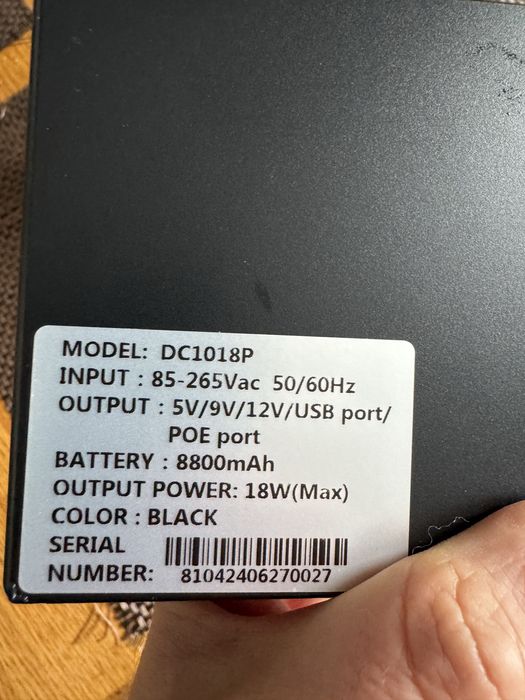 MODEL: DC1018P
INPUT : 85-265Vac 50/60Hz
OUTPUT : 5V/9V/12V/USB port/
POE port
BATTERY : 8800mAh
OUTPUT POWER: 18W(Max)
COLOR : BLACK
SERIAL
NUMBER: 81042406270027